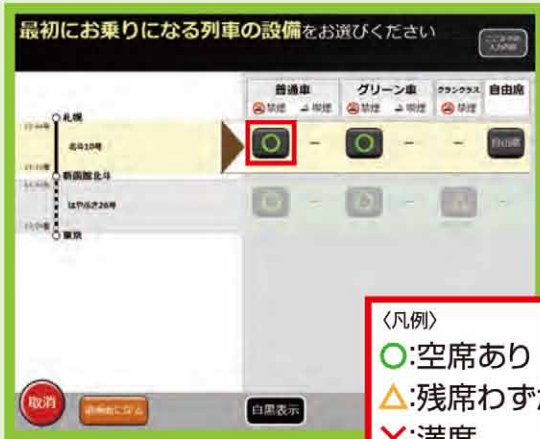 最初にお乗りになる列車の設備をお選びください
普通車 グリーン車 グランクラス 自由席
禁煙 喫煙 禁煙 喫煙 禁煙
札幌
北斗10号 ○ - ○ - - 自由席
新函館北斗
はやぶさ26号 ○ - ○ - △ -
東京
〈凡例〉
○:空席あり
△:残席わずか
×:満席
取消
白黒表示